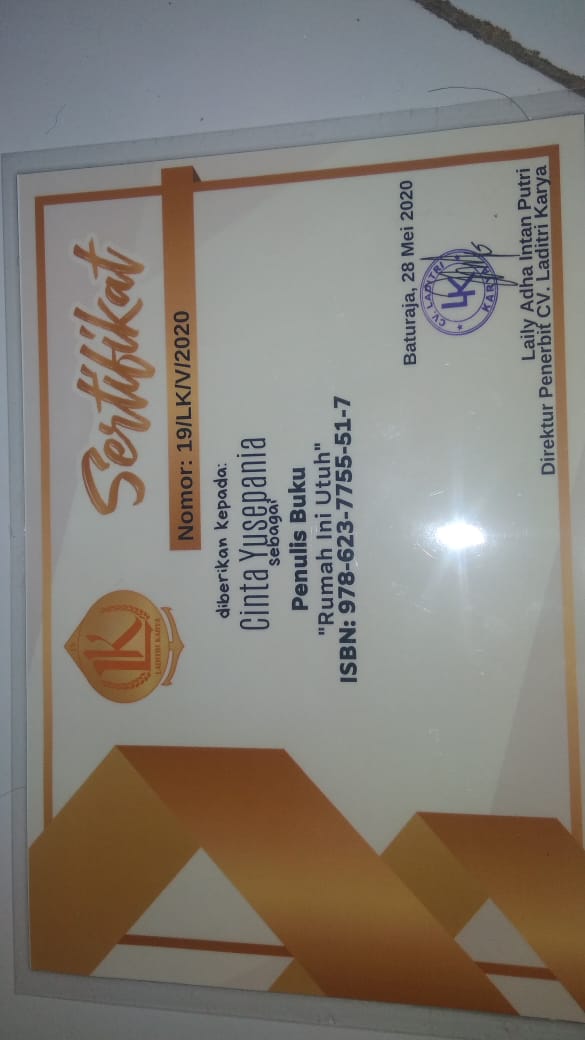 LK
LADITRI KARYA
Sertifikat
Nomor: 19/LK/V/2020
diberikan kepada:
Cinta Yusepania
sebagai
Penulis Buku
"Rumah Ini Utuh"
ISBN: 978-623-7755-51-7
Baturaja, 28 Mei 2020
CV. LADITRI
LK
KARYA
Laily Adha Intan Putri
Direktur Penerbit CV. Laditri Karya